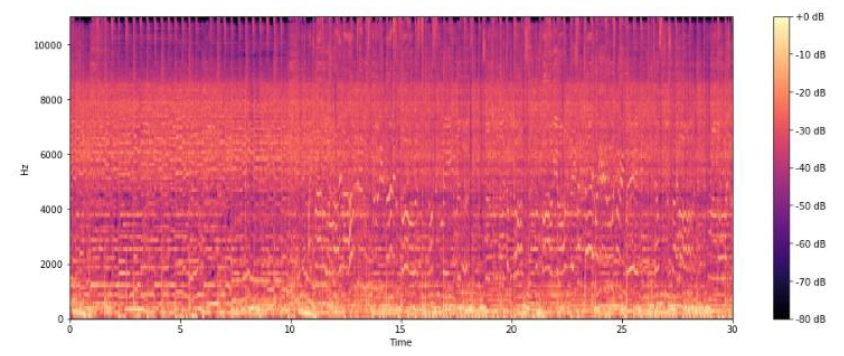 +0 dB
10000
-10 dB
8000
-20 dB
-30 dB
6000
Hz
-40 dB
4000
-50 dB
-60 dB
2000
-70 dB
0
-80 dB
0 5 10 15 20 25 30
Time